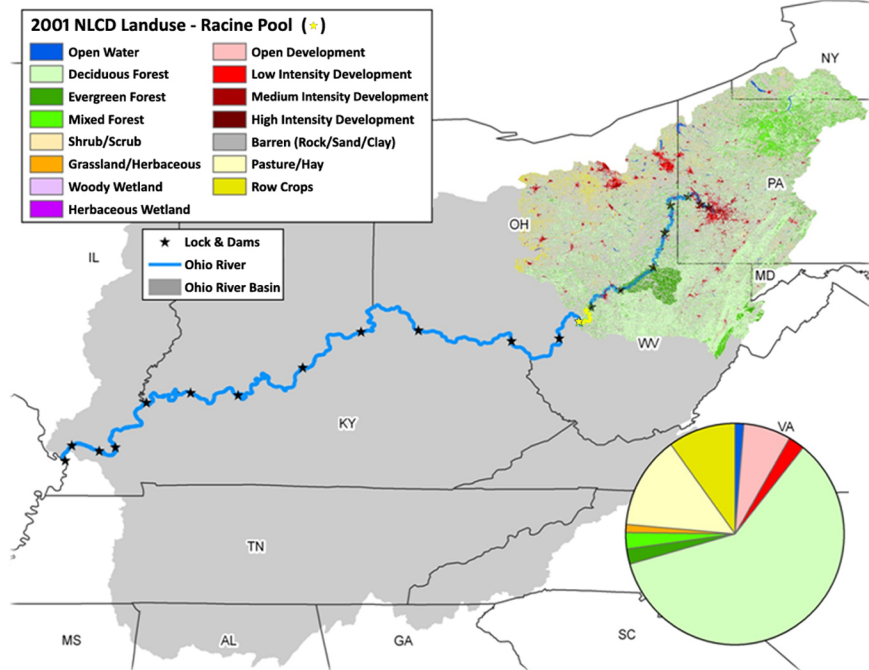 2001 NLCD Landuse - Racine Pool (☆)
Open Water
Open Development
Deciduous Forest
Low Intensity Development
Evergreen Forest
Medium Intensity Development
Mixed Forest
High Intensity Development
Shrub/Scrub
Barren (Rock/Sand/Clay)
Grassland/Herbaceous
Pasture/Hay
Woody Wetland
Row Crops
Herbaceous Wetland
Lock & Dams
Ohio River
Ohio River Basin
NY
PA
OH
IL
MD
WV
KY
VA
TN
MS
AL
GA
SC